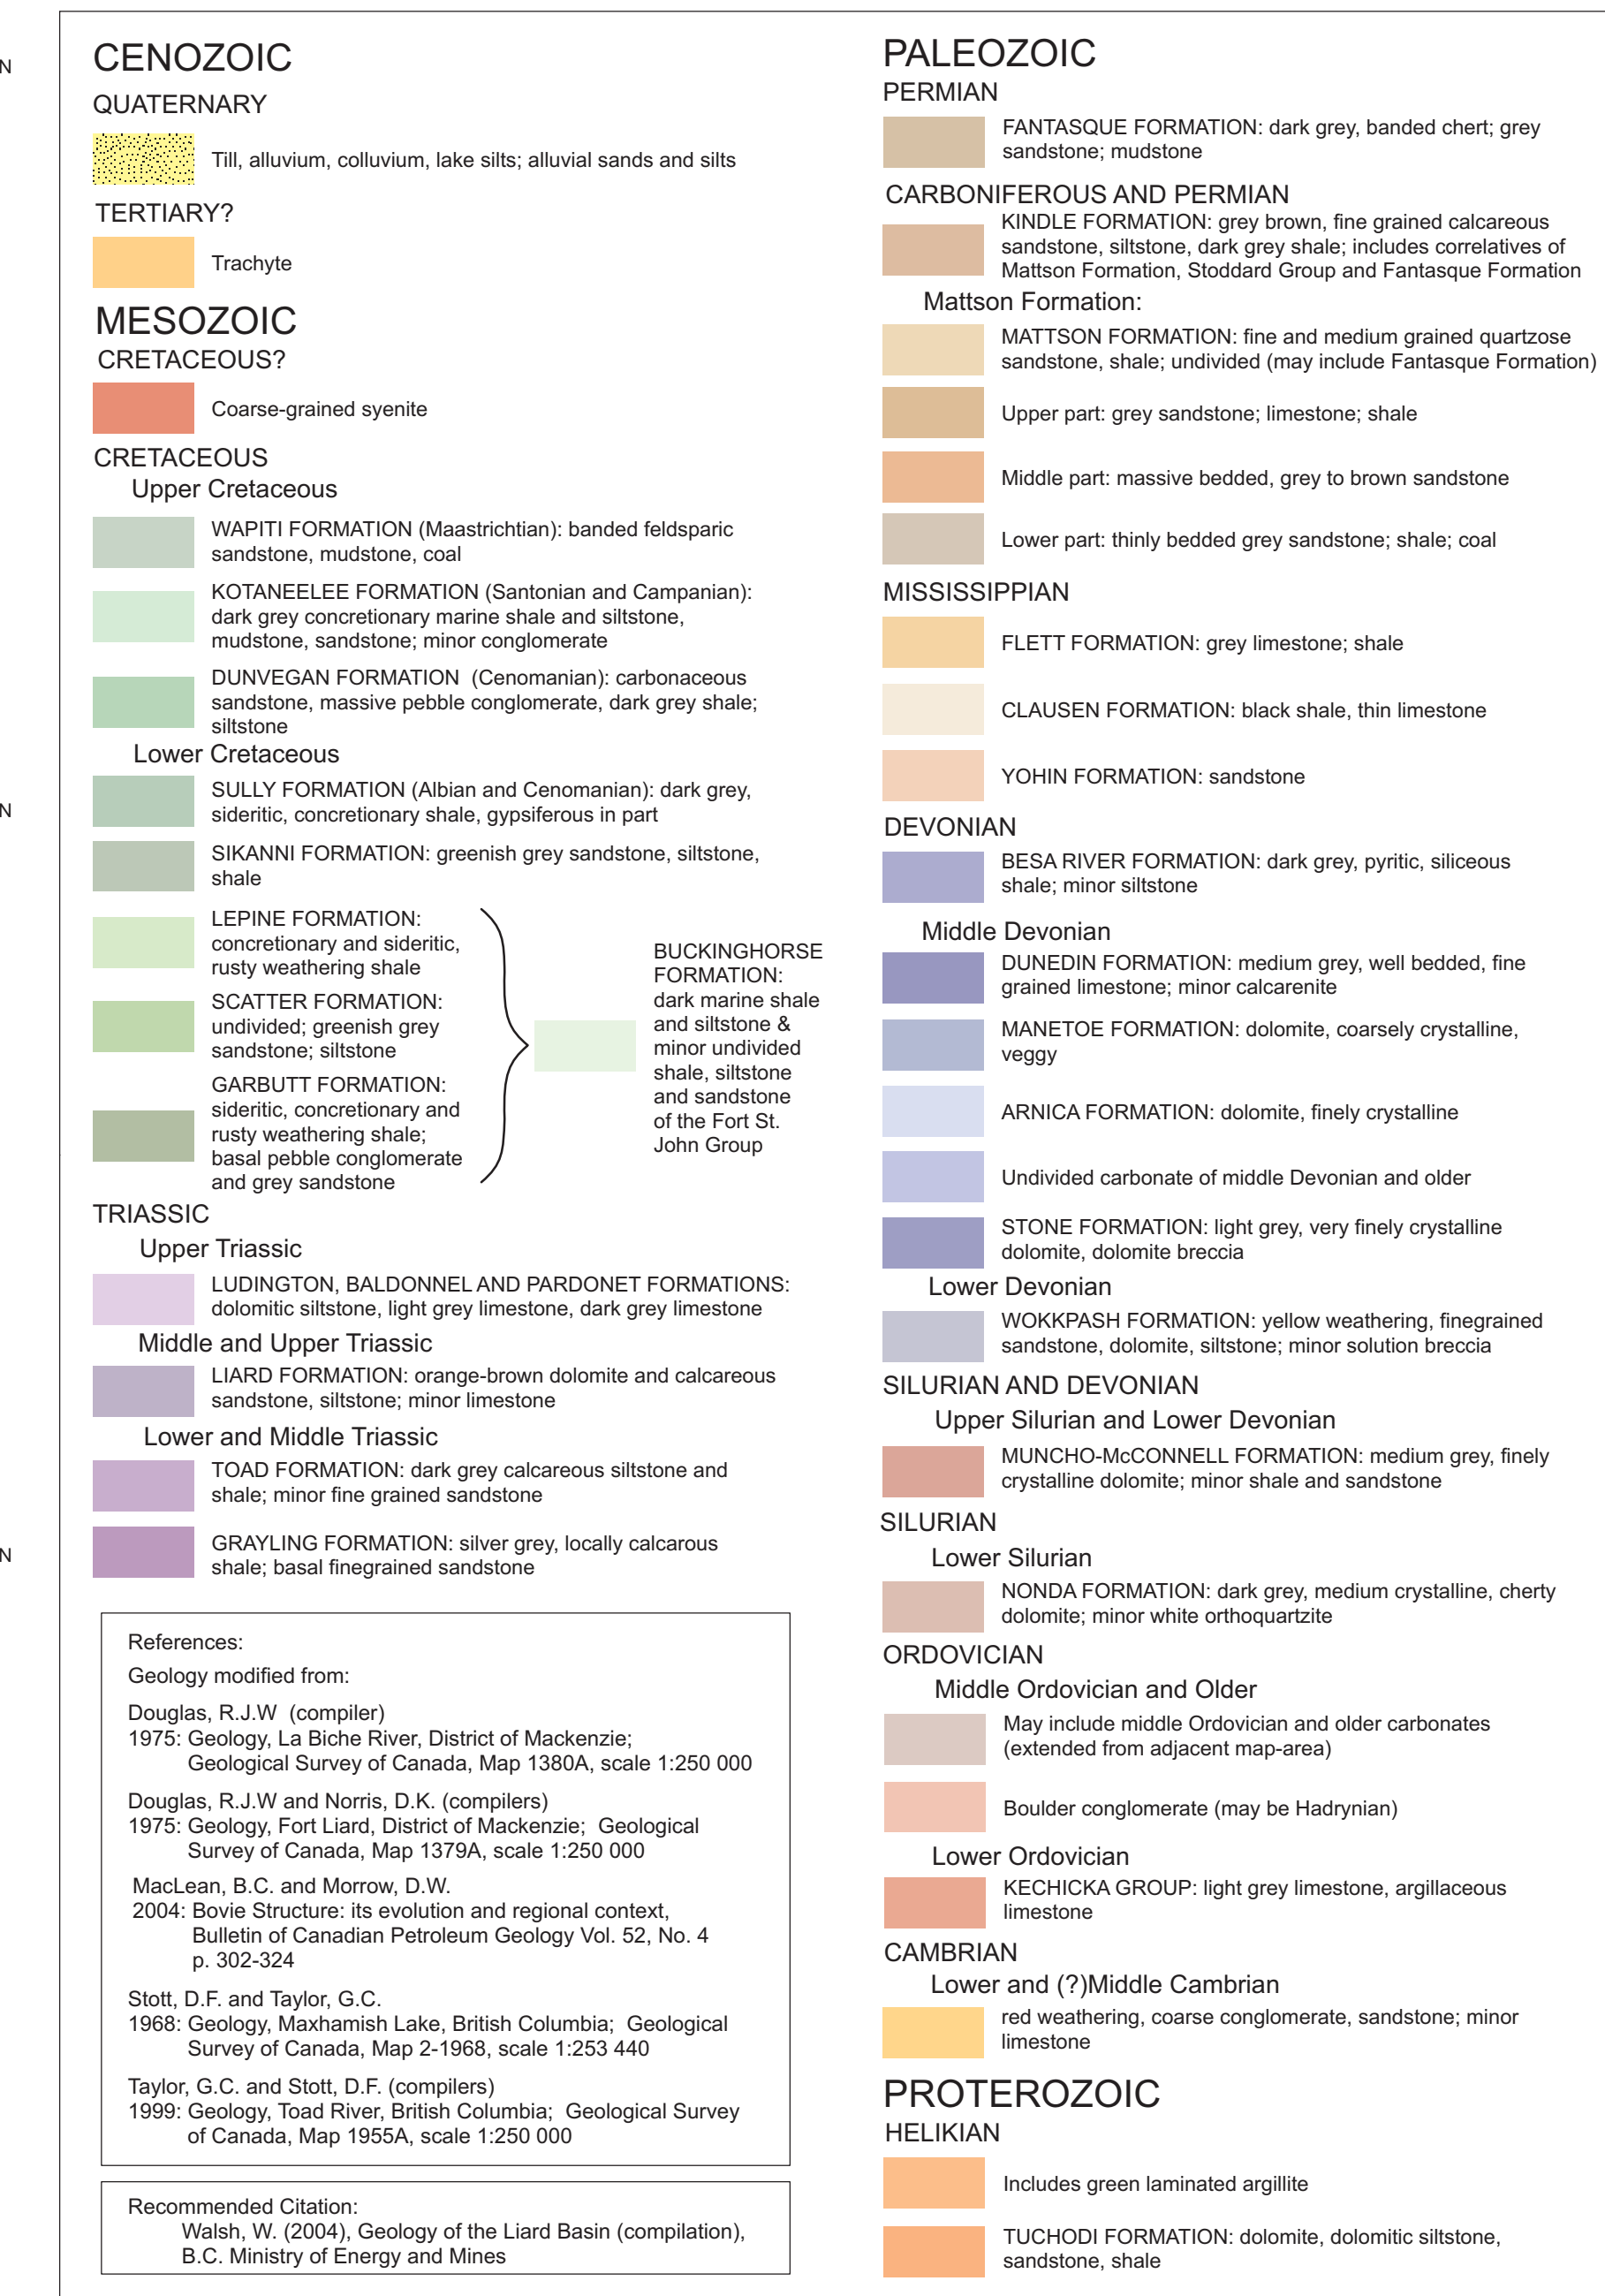 N
N
N
CENOZOIC
QUATERNARY
Till, alluvium, colluvium, lake silts; alluvial sands and silts
TERTIARY?
Trachyte
MESOZOIC
CRETACEOUS?
Coarse-grained syenite
CRETACEOUS
Upper Cretaceous
WAPITI FORMATION (Maastrichtian): banded feldsparic
sandstone, mudstone, coal
KOTANEELEE FORMATION (Santonian and Campanian):
dark grey concretionary marine shale and siltstone,
mudstone, sandstone; minor conglomerate
DUNVEGAN FORMATION (Cenomanian): carbonaceous
sandstone, massive pebble conglomerate, dark grey shale;
siltstone
Lower Cretaceous
SULLY FORMATION (Albian and Cenomanian): dark grey,
sideritic, concretionary shale, gypsiferous in part
SIKANNI FORMATION: greenish grey sandstone, siltstone,
shale
LEPINE FORMATION:
concretionary and sideritic,
rusty weathering shale
SCATTER FORMATION:
undivided; greenish grey
sandstone; siltstone
GARBUTT FORMATION:
sideritic, concretionary and
rusty weathering shale;
basal pebble conglomerate
and grey sandstone
BUCKINGHORSE
FORMATION:
dark marine shale
and siltstone &
minor undivided
shale, siltstone
and sandstone
of the Fort St.
John Group
TRIASSIC
Upper Triassic
LUDINGTON, BALDONNEL AND PARDONET FORMATIONS:
dolomitic siltstone, light grey limestone, dark grey limestone
Middle and Upper Triassic
LIARD FORMATION: orange-brown dolomite and calcareous
sandstone, siltstone; minor limestone
Lower and Middle Triassic
TOAD FORMATION: dark grey calcareous siltstone and
shale; minor fine grained sandstone
GRAYLING FORMATION: silver grey, locally calcarous
shale; basal finegrained sandstone
References:
Geology modified from:
Douglas, R.J.W (compiler)
1975: Geology, La Biche River, District of Mackenzie;
Geological Survey of Canada, Map 1380A, scale 1:250 000
Douglas, R.J.W and Norris, D.K. (compilers)
1975: Geology, Fort Liard, District of Mackenzie; Geological
Survey of Canada, Map 1379A, scale 1:250 000
MacLean, B.C. and Morrow, D.W.
2004: Bovie Structure: its evolution and regional context,
Bulletin of Canadian Petroleum Geology Vol. 52, No. 4
p. 302-324
Stott, D.F. and Taylor, G.C.
1968: Geology, Maxhamish Lake, British Columbia; Geological
Survey of Canada, Map 2-1968, scale 1:253 440
Taylor, G.C. and Stott, D.F. (compilers)
1999: Geology, Toad River, British Columbia; Geological Survey
of Canada, Map 1955A, scale 1:250 000
Recommended Citation:
Walsh, W. (2004), Geology of the Liard Basin (compilation),
B.C. Ministry of Energy and Mines
PALEOZOIC
PERMIAN
FANTASQUE FORMATION: dark grey, banded chert; grey
sandstone; mudstone
CARBONIFEROUS AND PERMIAN
KINDLE FORMATION: grey brown, fine grained calcareous
sandstone, siltstone, dark grey shale; includes correlatives of
Mattson Formation, Stoddard Group and Fantasque Formation
Mattson Formation:
MATTSON FORMATION: fine and medium grained quartzose
sandstone, shale; undivided (may include Fantasque Formation)
Upper part: grey sandstone; limestone; shale
Middle part: massive bedded, grey to brown sandstone
Lower part: thinly bedded grey sandstone; shale; coal
MISSISSIPPIAN
FLETT FORMATION: grey limestone; shale
CLAUSEN FORMATION: black shale, thin limestone
YOHIN FORMATION: sandstone
DEVONIAN
BESA RIVER FORMATION: dark grey, pyritic, siliceous
shale; minor siltstone
Middle Devonian
DUNEDIN FORMATION: medium grey, well bedded, fine
grained limestone; minor calcarenite
MANETOE FORMATION: dolomite, coarsely crystalline,
veggy
ARNICA FORMATION: dolomite, finely crystalline
Undivided carbonate of middle Devonian and older
STONE FORMATION: light grey, very finely crystalline
dolomite, dolomite breccia
Lower Devonian
WOKKPASH FORMATION: yellow weathering, finegrained
sandstone, dolomite, siltstone; minor solution breccia
SILURIAN AND DEVONIAN
Upper Silurian and Lower Devonian
MUNCHO-McCONNELL FORMATION: medium grey, finely
crystalline dolomite; minor shale and sandstone
SILURIAN
Lower Silurian
NONDA FORMATION: dark grey, medium crystalline, cherty
dolomite; minor white orthoquartzite
ORDOVICIAN
Middle Ordovician and Older
May include middle Ordovician and older carbonates
(extended from adjacent map-area)
Boulder conglomerate (may be Hadrynian)
Lower Ordovician
KECHICKA GROUP: light grey limestone, argillaceous
limestone
CAMBRIAN
Lower and (?)Middle Cambrian
red weathering, coarse conglomerate, sandstone; minor
limestone
PROTEROZOIC
HELIKIAN
Includes green laminated argillite
TUCHODI FORMATION: dolomite, dolomitic siltstone,
sandstone, shale